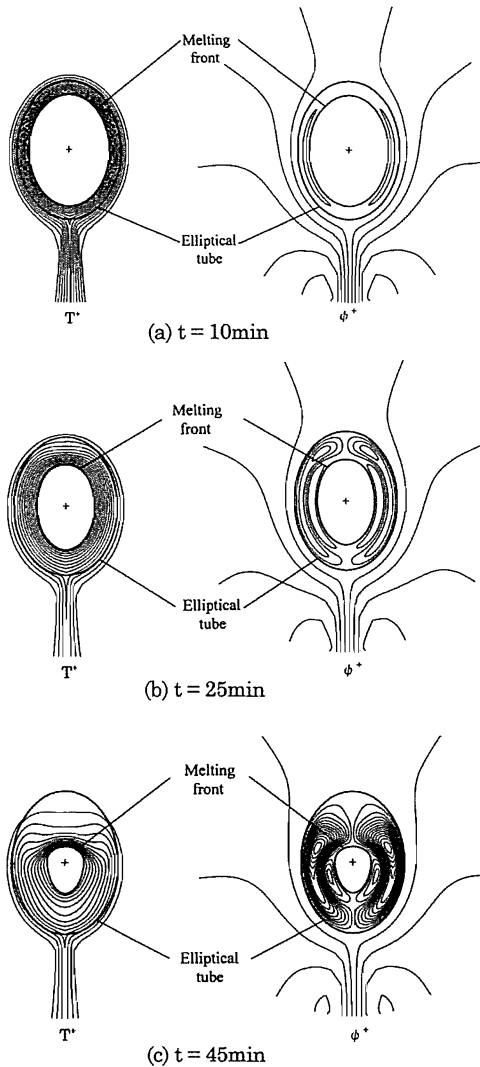 Melting
front
Elliptical
tube
T⁺
ϕ⁺
(a) t = 10min
Melting
front
Elliptical
tube
T⁺
ϕ⁺
(b) t = 25min
Melting
front
Elliptical
tube
T⁺
ϕ⁺
(c) t = 45min